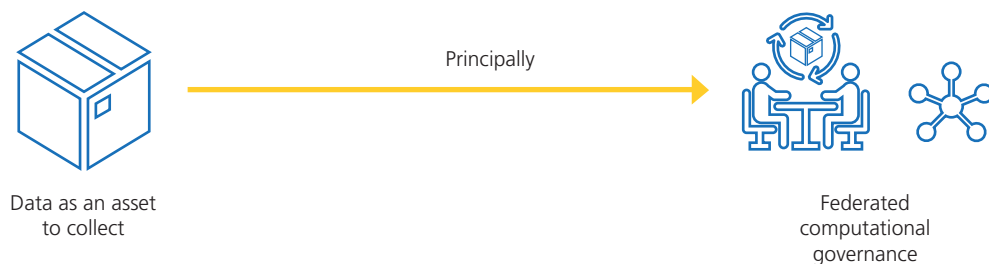 Principally
Data as an asset
to collect
Federated
computational
governance